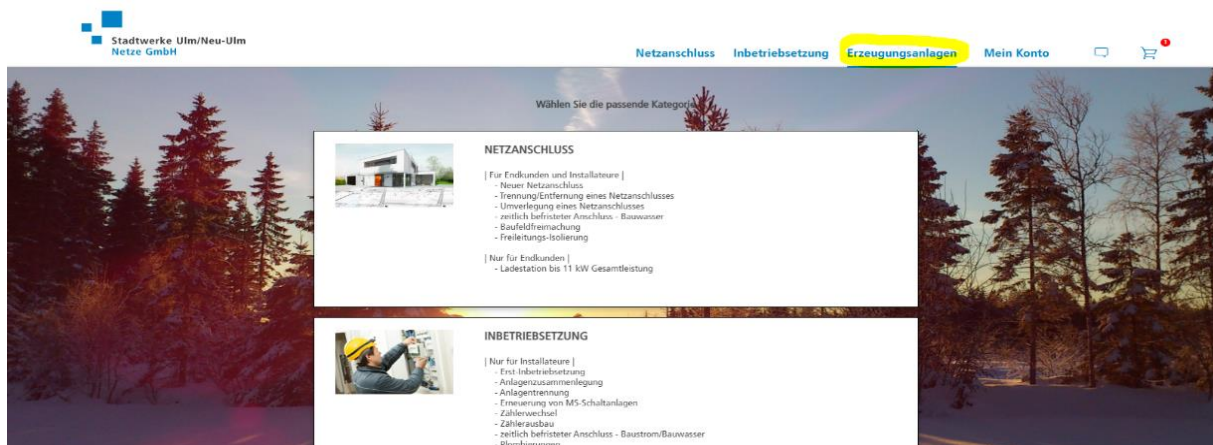 Stadtwerke Ulm/Neu-Ulm
Netze GmbH
Netzanschluss Inbetriebsetzung Erzeugungsanlagen Mein Konto
Wählen Sie die passende Kategorie
NETZANSCHLUSS
| Für Endkunden und Installateure |
- Neuer Netzanschluss
- Trennung/Entfernung eines Netzanschlusses
- Umverlegung eines Netzanschlusses
- zeitlich befristeter Anschluss - Bauwasser
- Baufeldfreimachung
- Freileitungs-Isolierung
| Nur für Endkunden |
- Ladestation bis 11 kW Gesamtleistung
INBETRIEBSETZUNG
| Nur für Installateure |
- Erst-Inbetriebsetzung
- Anlagenzusammenlegung
- Anlagentrennung
- Erneuerung von MS-Schaltanlagen
- Zählerwechsel
- Zählerausbau
- zeitlich befristeter Anschluss - Baustrom/Bauwasser
- Plombierungen